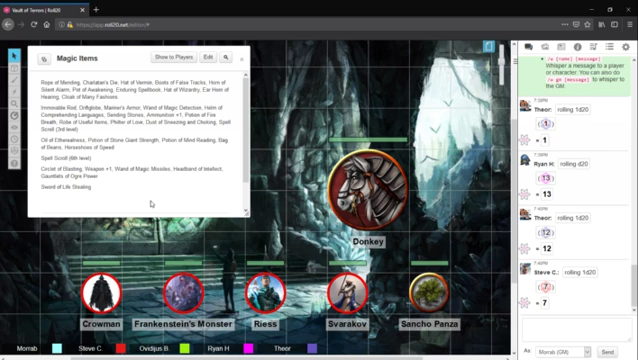 Vault of Terrors | Roll20
https://app.roll20.net/editor/#
Magic Items
Show to Players
Edit
Rope of Mending, Charlatan's Die, Hat of Vermin, Boots of False Tracks, Horn of
Silent Alarm, Pot of Awakening, Enduring Spellbook, Hat of Wizardry, Ear Horn of
Hearing, Cloak of Many Fashions
Immovable Rod, Driftglobe, Mariner's Armor, Wand of Magic Detection, Helm of
Comprehending Languages, Sending Stones, Ammunition +1, Potion of Fire
Breath, Robe of Useful Items, Philter of Love, Dust of Sneezing and Choking, Spell
Scroll (3rd level)
Oil of Etherealness, Potion of Stone Giant Strength, Potion of Mind Reading, Bag
of Beans, Horseshoes of Speed
Spell Scroll (6th level)
Circlet of Blasting, Weapon +1, Wand of Magic Missiles, Headband of Intellect,
Gauntlets of Ogre Power
Sword of Life Stealing
Donkey
Crowman
Frankenstein's Monster
Riess
Svarakov
Sancho Panza
Morrab
Steve C.
Ovidijus B
Ryan H
Theor
/w [name] [message]
Whisper a message to a player
or character. You can also do
/w gm [message] to whisper to
the GM.
Theor: rolling 1d20
(1)
= 1
Ryan H: rolling d20
13
= 13
7:40PM
Theor: rolling 1d20
(12)
= 12
7:40PM
Steve C.: rolling 1d20
(7)
= 7
As: Morrab (GM)
Send